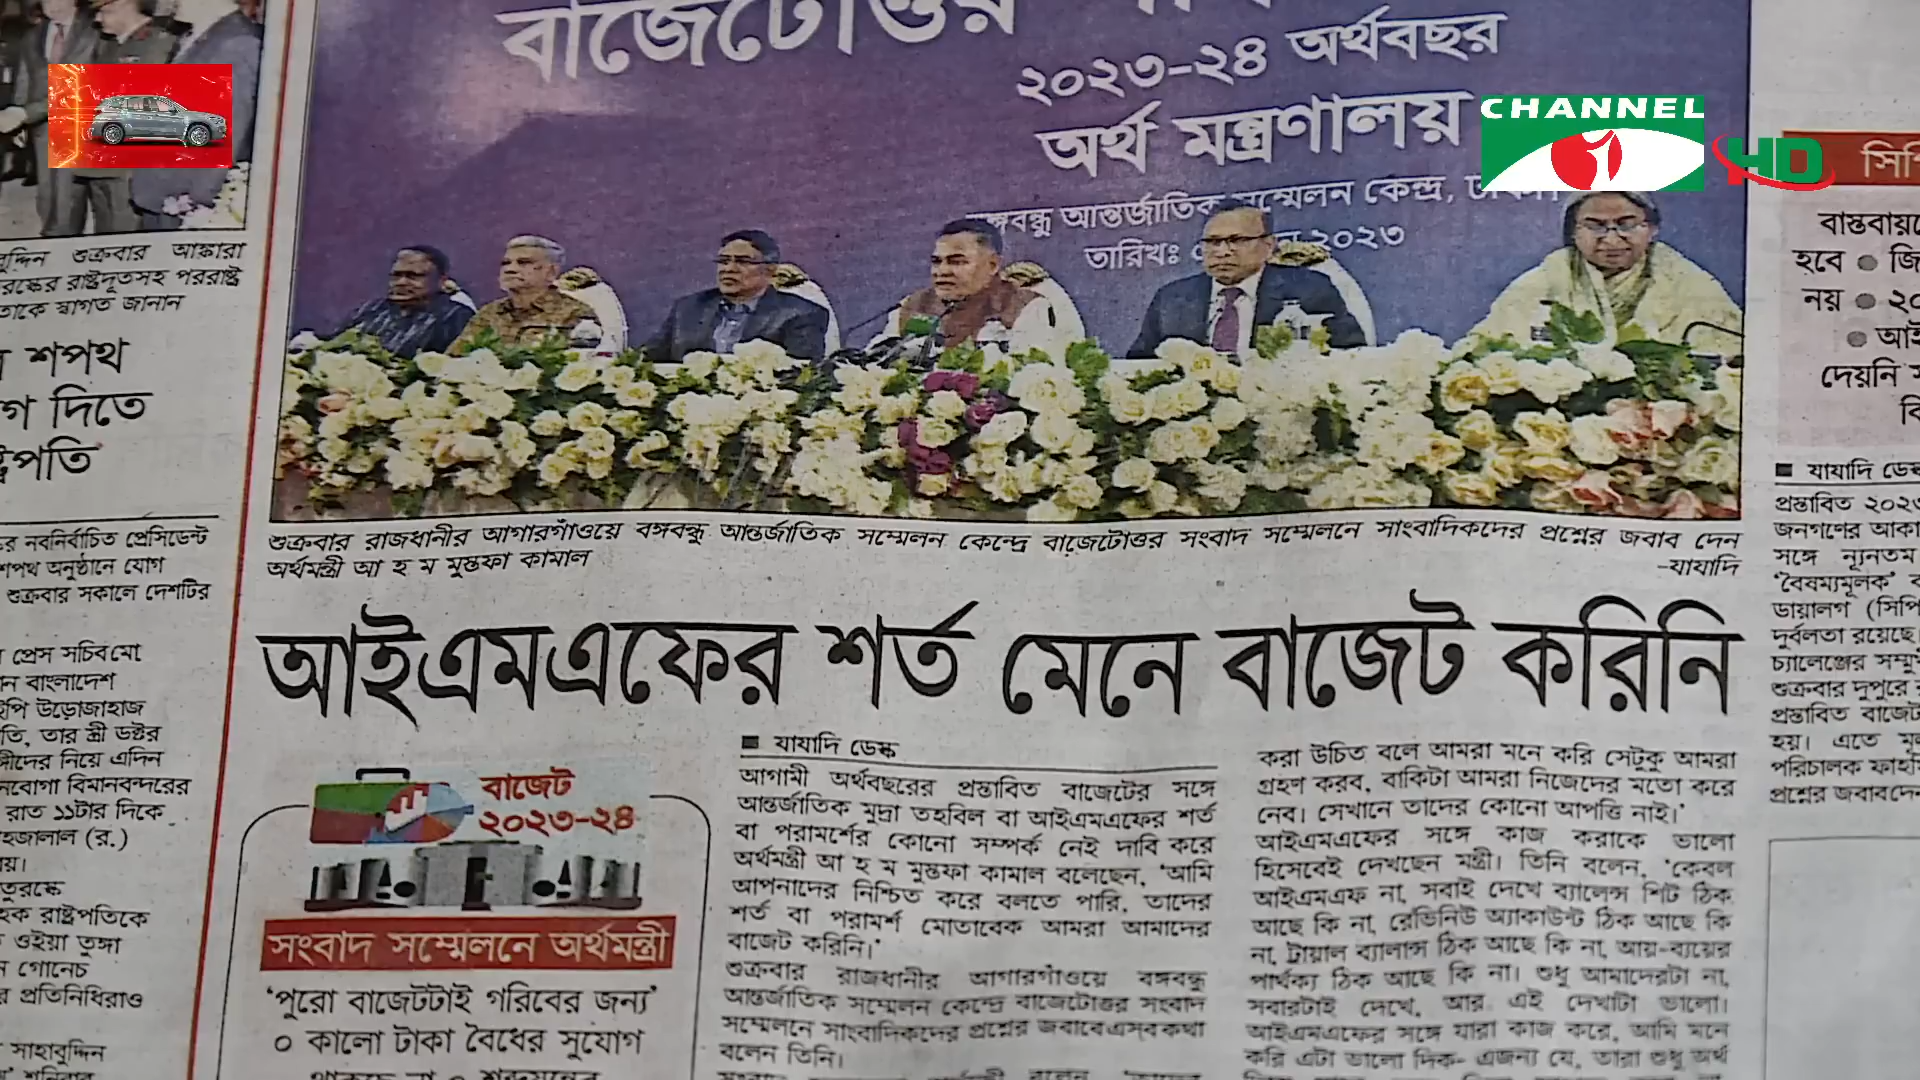 বাজেটোত্তর
২০২৩-২৪ অর্থবছর
অর্থ মন্ত্রণালয়
CHANNEL
HD
আন্তর্জাতিক সম্মেলন কেন্দ্র,
তারিখঃ
২০২৩
শুক্রবার আঙ্কারা
রাষ্ট্রদূতসহ পররাষ্ট্র
স্বাগত জানান
শপথ
দিতে
নবনির্বাচিত প্রেসিডেন্ট
শপথ অনুষ্ঠানে যোগ
শুক্রবার সকালে দেশটির
প্রেস সচিব মো
বাংলাদেশ
উড়োজাহাজ
তার স্ত্রী ডক্টর
নিয়ে এদিন
বিমানবন্দরের
রাত ১১টার দিকে
(র.)
তুরস্কে
রাষ্ট্রপতিকে
ওইয়া তুঙ্গা
গোনেচ
প্রতিনিধিরাও
সাহাবুদ্দিন
শুক্রবার রাজধানীর আগারগাঁওয়ে বঙ্গবন্ধু আন্তর্জাতিক সম্মেলন কেন্দ্রে বাজেটোত্তর সংবাদ সম্মেলনে সাংবাদিকদের প্রশ্নের জবাব দেন
অর্থমন্ত্রী আ হ ম মুস্তফা কামাল
-যাযাদি
আইএমএফের শর্ত মেনে বাজেট করিনি
বাজেট
২০২৩-২৪
সংবাদ সম্মেলনে অর্থমন্ত্রী
'পুরো বাজেটটাই গরিবের জন্য'
০ কালো টাকা বৈধের সুযোগ
■ যাযাদি ডেস্ক
আগামী অর্থবছরের প্রস্তাবিত বাজেটের সঙ্গে
আন্তর্জাতিক মুদ্রা তহবিল বা আইএমএফের শর্ত
বা পরামর্শের কোনো সম্পর্ক নেই দাবি করে
অর্থমন্ত্রী আ হ ম মুস্তফা কামাল বলেছেন, 'আমি
আপনাদের নিশ্চিত করে বলতে পারি, তাদের
শর্ত বা পরামর্শ মোতাবেক আমরা আমাদের
বাজেট করিনি।'
শুক্রবার রাজধানীর আগারগাঁওয়ে বঙ্গবন্ধু
আন্তর্জাতিক সম্মেলন কেন্দ্রে বাজেটোত্তর সংবাদ
সম্মেলনে সাংবাদিকদের প্রশ্নের জবাবে এসব কথা
বলেন তিনি।
করা উচিত বলে আমরা মনে করি সেটুকু আমরা
গ্রহণ করব, বাকিটা আমরা নিজেদের মতো করে
নেব। সেখানে তাদের কোনো আপত্তি নাই।'
আইএমএফের সঙ্গে কাজ করাকে ভালো
হিসেবেই দেখছেন মন্ত্রী। তিনি বলেন, 'কেবল
আইএমএফ না, সবাই দেখে ব্যালেন্স শিট ঠিক
আছে কি না, রেভিনিউ অ্যাকাউন্ট ঠিক আছে কি
না, ট্রায়াল ব্যালান্স ঠিক আছে কি না, আয়-ব্যয়ের
পার্থক্য ঠিক আছে কি না। শুধু আমাদেরটা না,
সবারটাই দেখে, আর এই দেখাটা ভালো।
আইএমএফের সঙ্গে যারা কাজ করে, আমি মনে
করি এটা ভালো দিক- এজন্য যে, তারা শুধু অর্থ
হবে ●
নয় ● ২০
দেয়নি
■ যাযাদি ডেস্ক
প্রস্তাবিত
জনগণের
সঙ্গে ন্যূনতম
'বৈষম্যমূলক'
ডায়ালগ (সিপি
দুর্বলতা রয়েছে
চ্যালেঞ্জের
শুক্রবার দুপুরে
প্রস্তাবিত বাজেট
হয়। এতে
পরিচালক
প্রশ্নের জবাব দেন